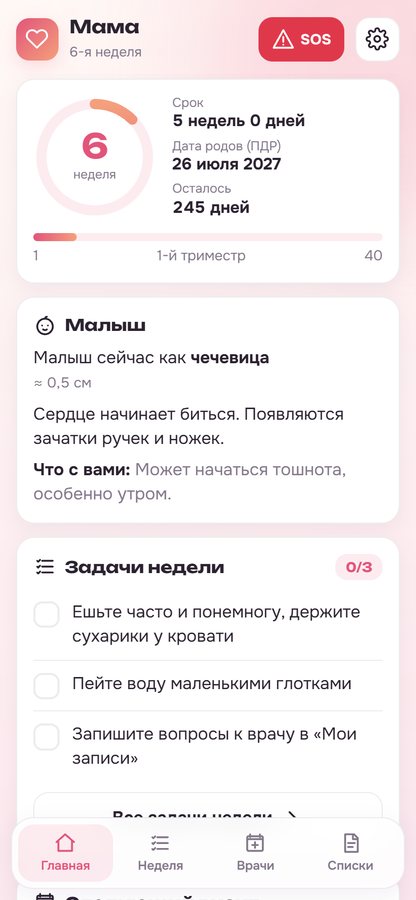 Мама
6-я неделя
SOS
6
неделя
Срок
5 недель 0 дней
Дата родов (ПДР)
26 июля 2027
Осталось
245 дней
1
1-й триместр
40
Малыш
Малыш сейчас как чечевица
≈ 0,5 см
Сердце начинает биться. Появляются
зачатки ручек и ножек.
Что с вами: Может начаться тошнота,
особенно утром.
Задачи недели
0/3
Ешьте часто и понемногу, держите
сухарики у кровати
Пейте воду маленькими глотками
Запишите вопросы к врачу в «Мои
записи»
Все задачи недели
Главная
Неделя
Врачи
Списки